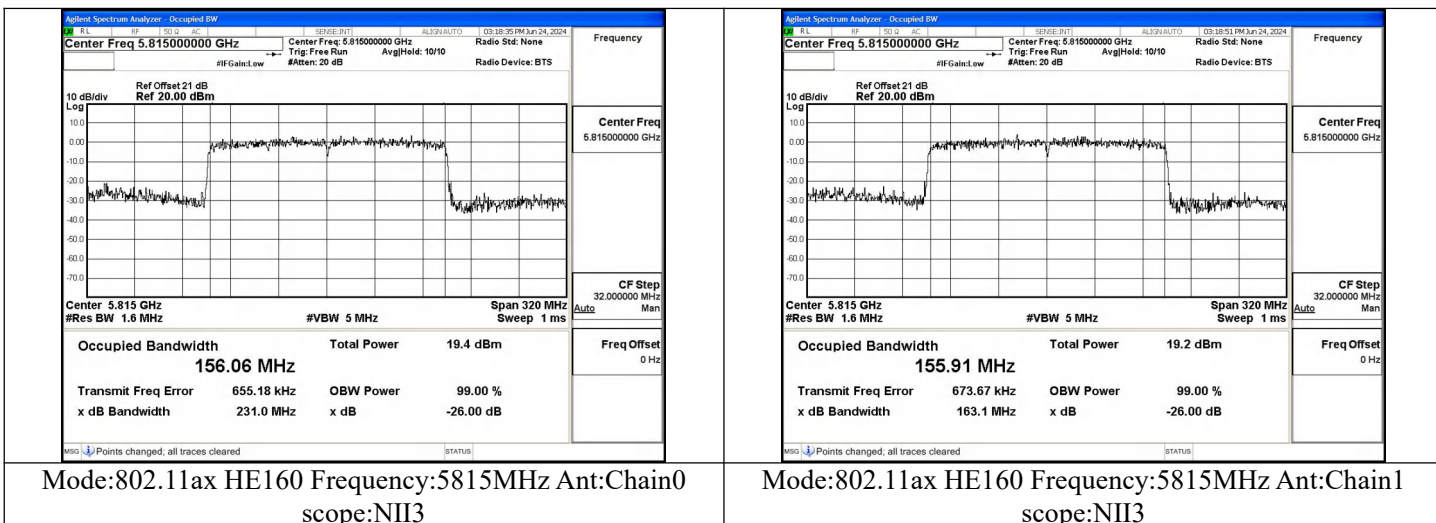 Agilent Spectrum Analyzer - Occupied BW
RL RF 50 Ω AC SENSE:INT ALIGN AUTO 03:18:35 PM Jun 24, 2024
Center Freq 5.815000000 GHz
Center Freq: 5.815000000 GHz
Radio Std: None
Trig: Free Run Avg|Hold: 10/10
#IFGain:Low #Atten: 20 dB Radio Device: BTS
Frequency
Ref Offset 21 dB
10 dB/div Ref 20.00 dBm
Log
10.0
0.00
-10.0
-20.0
-30.0
-40.0
-50.0
-60.0
-70.0
Center Freq
5.815000000 GHz
CF Step
32.000000 MHz
Auto Man
Center 5.815 GHz Span 320 MHz
#Res BW 1.6 MHz #VBW 5 MHz Sweep 1 ms
Occupied Bandwidth Total Power 19.4 dBm
156.06 MHz
Transmit Freq Error 655.18 kHz OBW Power 99.00 %
x dB Bandwidth 231.0 MHz x dB -26.00 dB
Freq Offset
0 Hz
MSG Points changed; all traces cleared STATUS
Mode:802.11ax HE160 Frequency:5815MHz Ant:Chain0
scope:NII3
Agilent Spectrum Analyzer - Occupied BW
RL RF 50 Ω AC SENSE:INT ALIGN AUTO 03:18:51 PM Jun 24, 2024
Center Freq 5.815000000 GHz
Center Freq: 5.815000000 GHz
Radio Std: None
Trig: Free Run Avg|Hold: 10/10
#IFGain:Low #Atten: 20 dB Radio Device: BTS
Frequency
Ref Offset 21 dB
10 dB/div Ref 20.00 dBm
Log
10.0
0.00
-10.0
-20.0
-30.0
-40.0
-50.0
-60.0
-70.0
Center Freq
5.815000000 GHz
CF Step
32.000000 MHz
Auto Man
Center 5.815 GHz Span 320 MHz
#Res BW 1.6 MHz #VBW 5 MHz Sweep 1 ms
Occupied Bandwidth Total Power 19.2 dBm
155.91 MHz
Transmit Freq Error 673.67 kHz OBW Power 99.00 %
x dB Bandwidth 163.1 MHz x dB -26.00 dB
Freq Offset
0 Hz
MSG Points changed; all traces cleared STATUS
Mode:802.11ax HE160 Frequency:5815MHz Ant:Chain1
scope:NII3